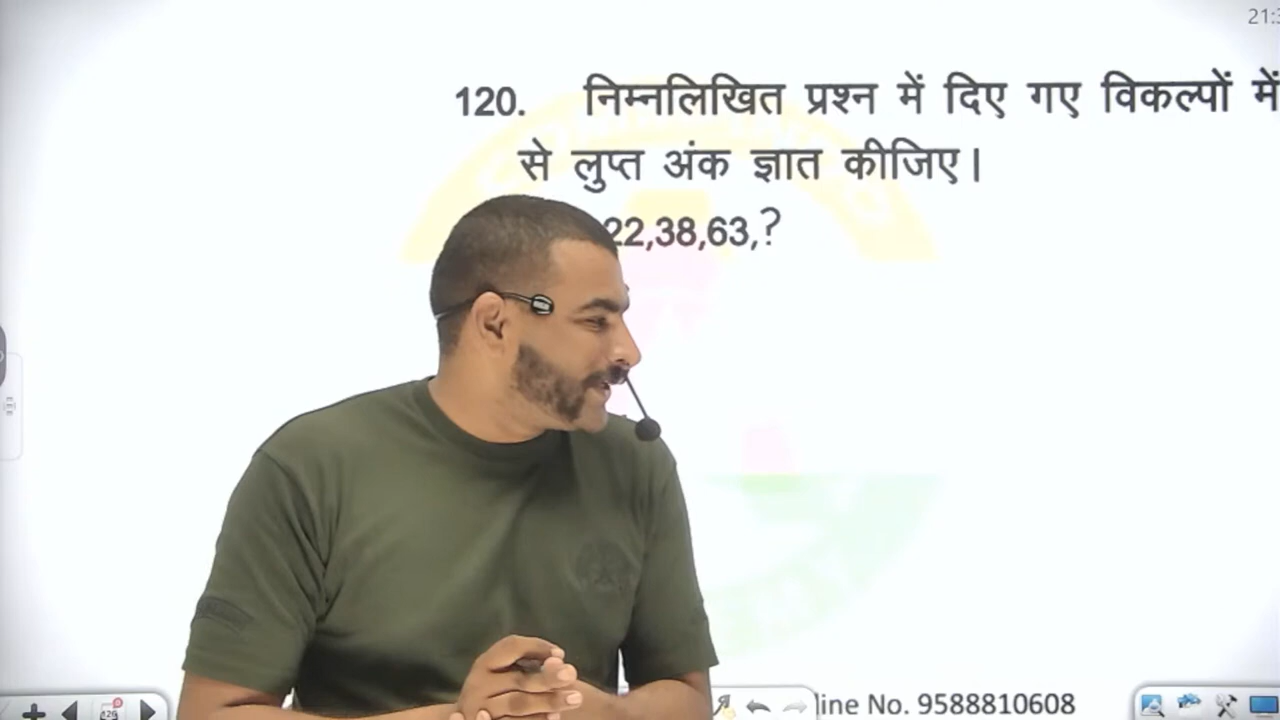 21:3
120. निम्नलिखित प्रश्न में दिए गए विकल्पों में
से लुप्त अंक ज्ञात कीजिए।
22,38,63,?
line No. 9588810608